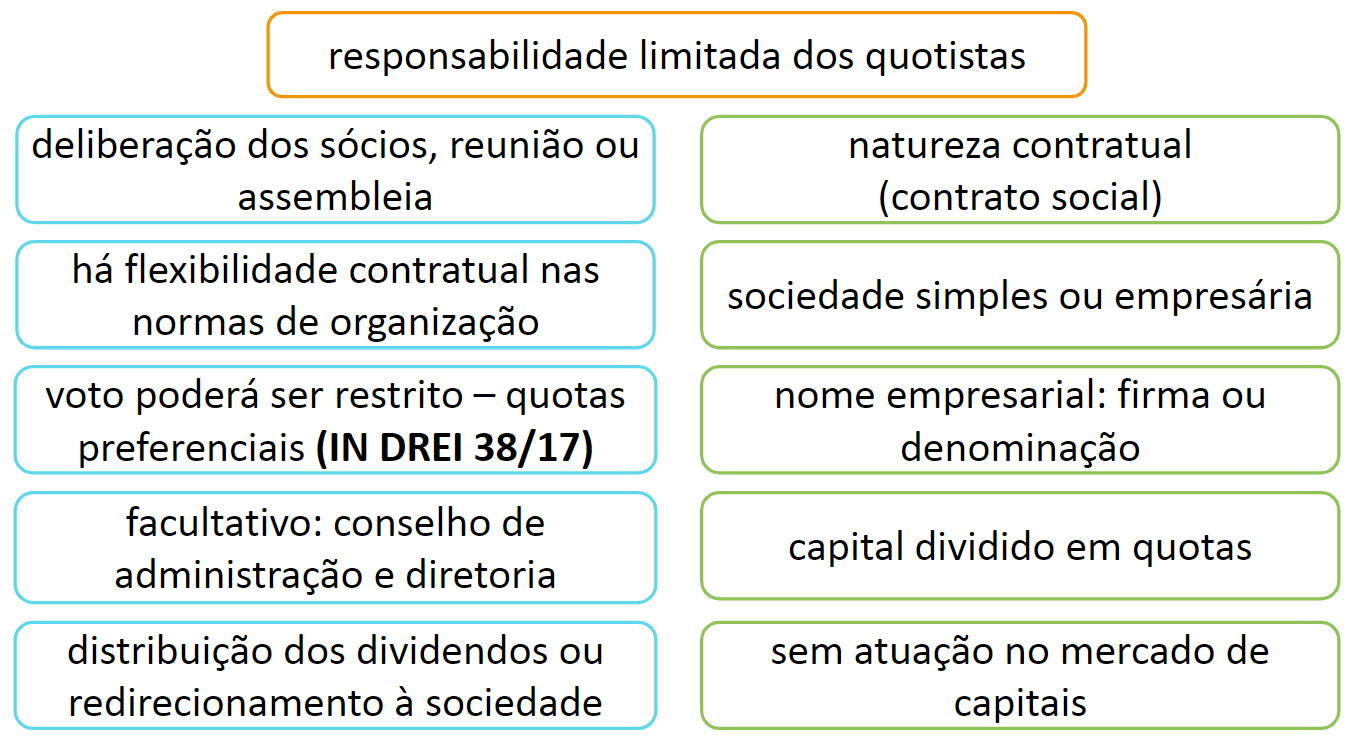 responsabilidade limitada dos quotistas
deliberação dos sócios, reunião ou
assembleia
natureza contratual
(contrato social)
há flexibilidade contratual nas
normas de organização
sociedade simples ou empresária
voto poderá ser restrito – quotas
preferenciais (IN DREI 38/17)
nome empresarial: firma ou
denominação
facultativo: conselho de
administração e diretoria
capital dividido em quotas
distribuição dos dividendos ou
redirecionamento à sociedade
sem atuação no mercado de
capitais